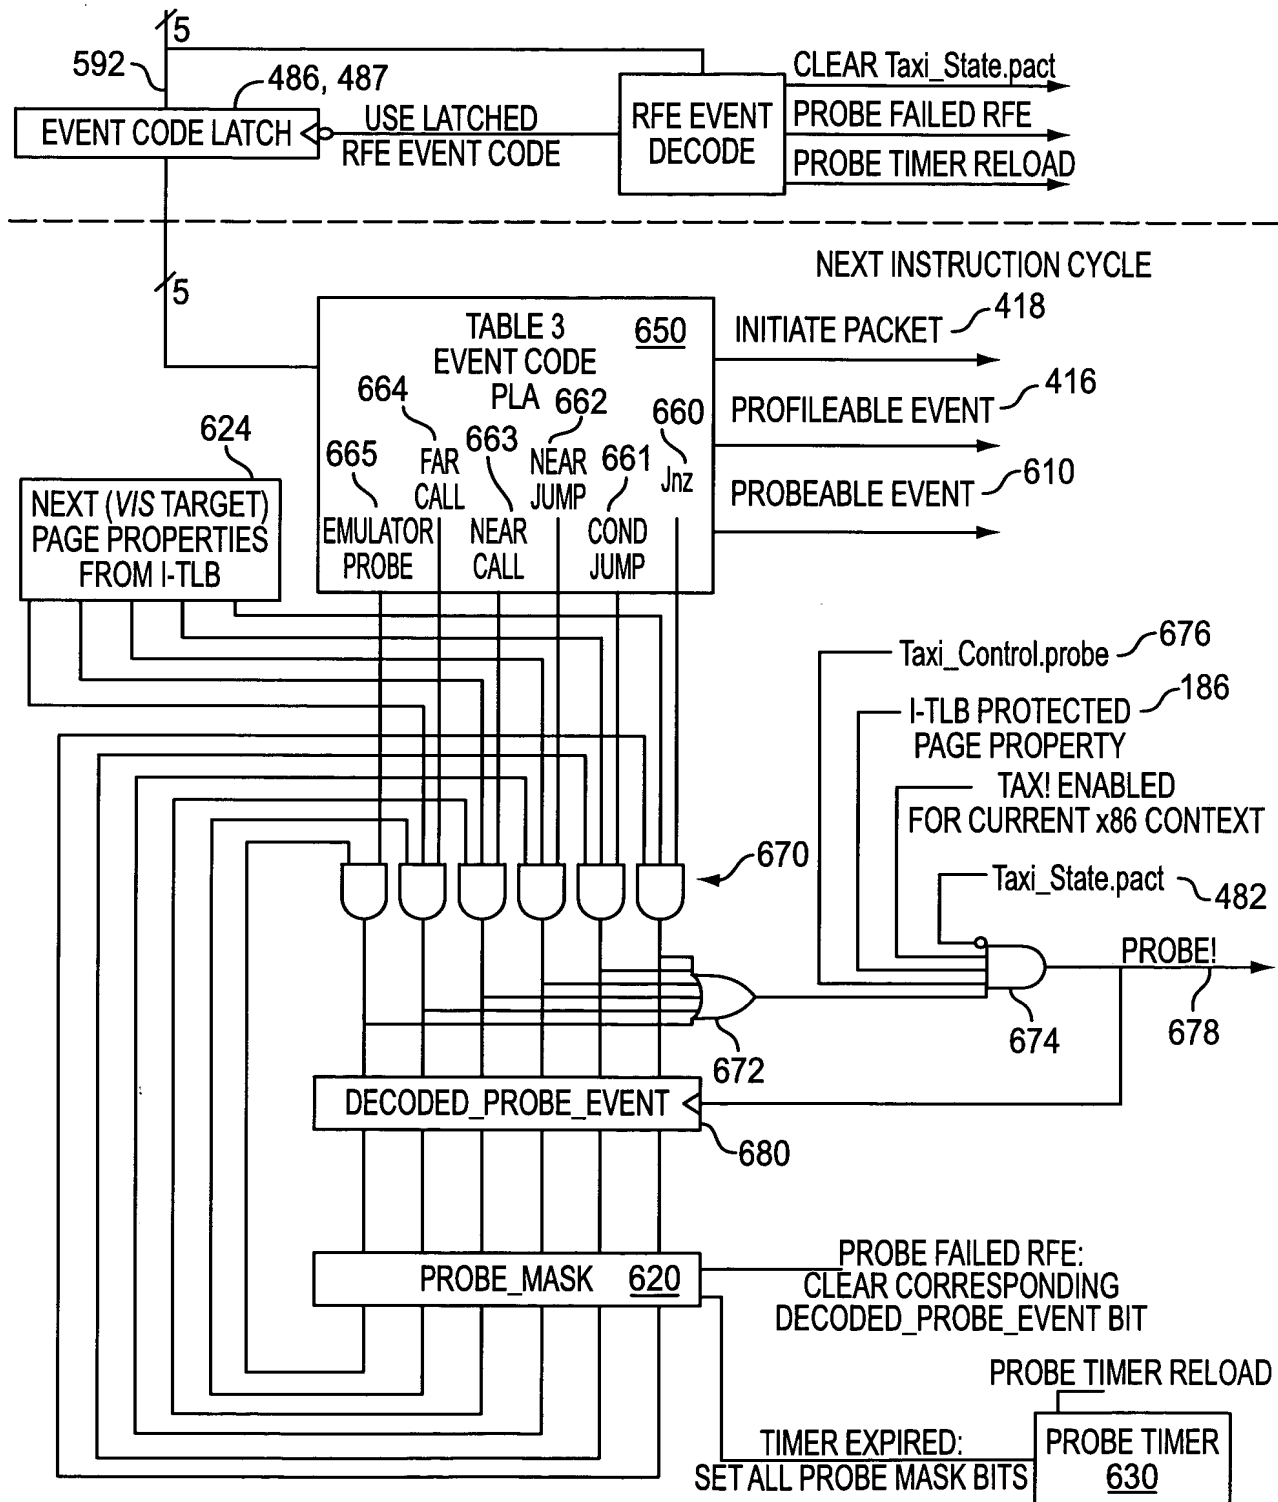 5
592
486, 487
EVENT CODE LATCH
USE LATCHED
RFE EVENT CODE
RFE EVENT
DECODE
CLEAR Taxi_State.pact
PROBE FAILED RFE
PROBE TIMER RELOAD
5
NEXT INSTRUCTION CYCLE
TABLE 3
EVENT CODE
PLA
650
INITIATE PACKET
418
PROFILEABLE EVENT
416
PROBEABLE EVENT
610
664
662
660
663
661
665
FAR
CALL
NEAR
JUMP
Jnz
EMULATOR
PROBE
NEAR
CALL
COND
JUMP
624
NEXT (VIS TARGET)
PAGE PROPERTIES
FROM I-TLB
Taxi_Control.probe
676
I-TLB PROTECTED
PAGE PROPERTY
186
TAX! ENABLED
FOR CURRENT x86 CONTEXT
Taxi_State.pact
482
670
PROBE!
672
674
678
DECODED_PROBE_EVENT
680
PROBE_MASK 620
PROBE FAILED RFE:
CLEAR CORRESPONDING
DECODED_PROBE_EVENT BIT
PROBE TIMER RELOAD
TIMER EXPIRED:
SET ALL PROBE MASK BITS
PROBE TIMER
630